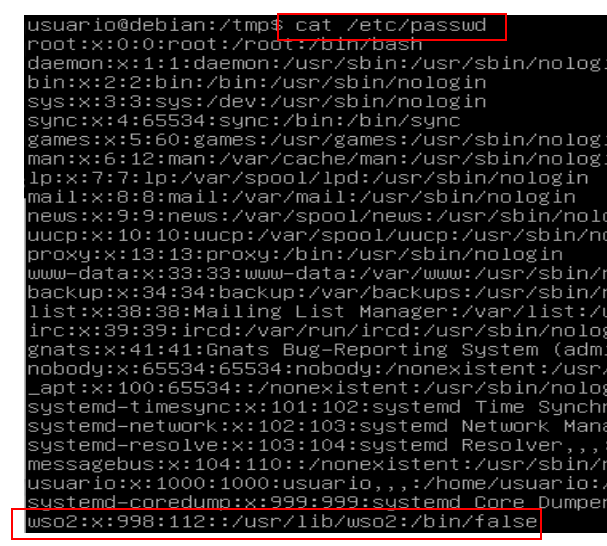 usuario@debian:/tmp$ cat /etc/passwd
root:x:0:0:root:/root:/bin/bash
daemon:x:1:1:daemon:/usr/sbin:/usr/sbin/nolog
bin:x:2:2:bin:/bin:/usr/sbin/nologin
sys:x:3:3:sys:/dev:/usr/sbin/nologin
sync:x:4:65534:sync:/bin:/bin/sync
games:x:5:60:games:/usr/games:/usr/sbin/nolog
man:x:6:12:man:/var/cache/man:/usr/sbin/nolog
lp:x:7:7:lp:/var/spool/lpd:/usr/sbin/nologin
mail:x:8:8:mail:/var/mail:/usr/sbin/nologin
news:x:9:9:news:/var/spool/news:/usr/sbin/nolo
uucp:x:10:10:uucp:/var/spool/uucp:/usr/sbin/no
proxy:x:13:13:proxy:/bin:/usr/sbin/nologin
www-data:x:33:33:www-data:/var/www:/usr/sbin/n
backup:x:34:34:backup:/var/backups:/usr/sbin/n
list:x:38:38:Mailing List Manager:/var/list:/u
irc:x:39:39:ircd:/var/run/ircd:/usr/sbin/nolog
gnats:x:41:41:Gnats Bug-Reporting System (adm
nobody:x:65534:65534:nobody:/nonexistent:/usr/
_apt:x:100:65534::/nonexistent:/usr/sbin/nolog
systemd-timesync:x:101:102:systemd Time Synchr
systemd-network:x:102:103:systemd Network Mana
systemd-resolve:x:103:104:systemd Resolver,,,:
messagebus:x:104:110::/nonexistent:/usr/sbin/n
usuario:x:1000:1000:usuario,,,:/home/usuario:/
systemd-coredump:x:999:999:systemd Core Dumper
wso2:x:998:112::/usr/lib/wso2:/bin/false